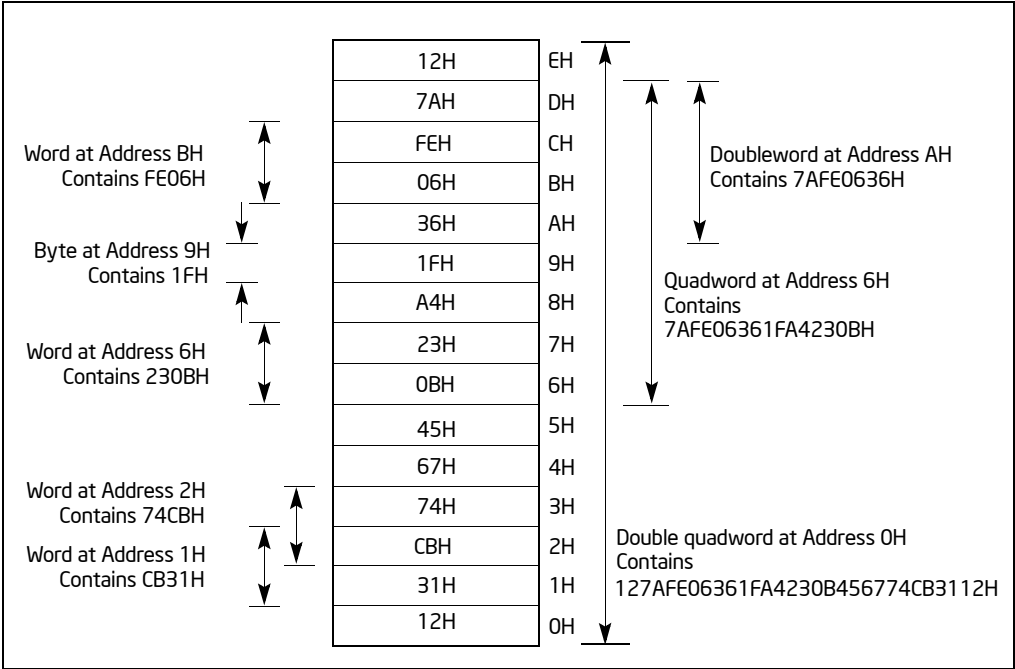 12H EH
7AH DH
FEH CH
06H BH
36H AH
1FH 9H
A4H 8H
23H 7H
0BH 6H
45H 5H
67H 4H
74H 3H
CBH 2H
31H 1H
12H 0H
Word at Address BH
Contains FE06H
Byte at Address 9H
Contains 1FH
Word at Address 6H
Contains 230BH
Word at Address 2H
Contains 74CBH
Word at Address 1H
Contains CB31H
Doubleword at Address AH
Contains 7AFE0636H
Quadword at Address 6H
Contains
7AFE06361FA4230BH
Double quadword at Address 0H
Contains
127AFE06361FA4230B456774CB3112H